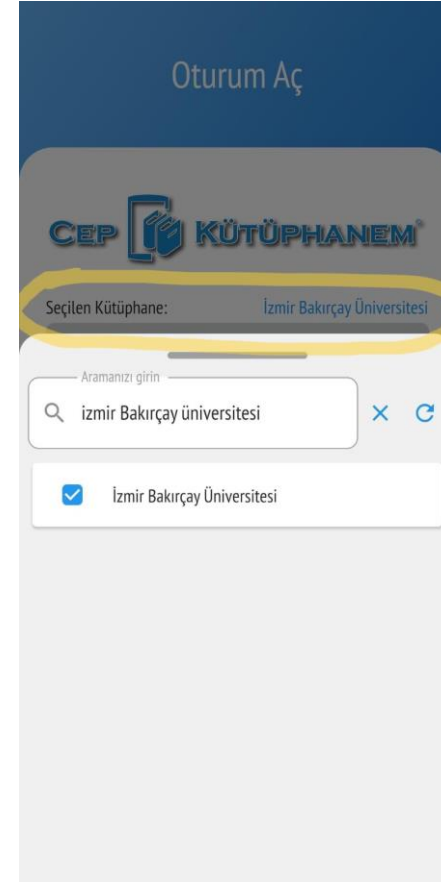 Oturum Aç
CEP KÜTÜPHANEM
Seçilen Kütüphane: İzmir Bakırçay Üniversitesi
Aramanızı girin
izmir Bakırçay üniversitesi
İzmir Bakırçay Üniversitesi